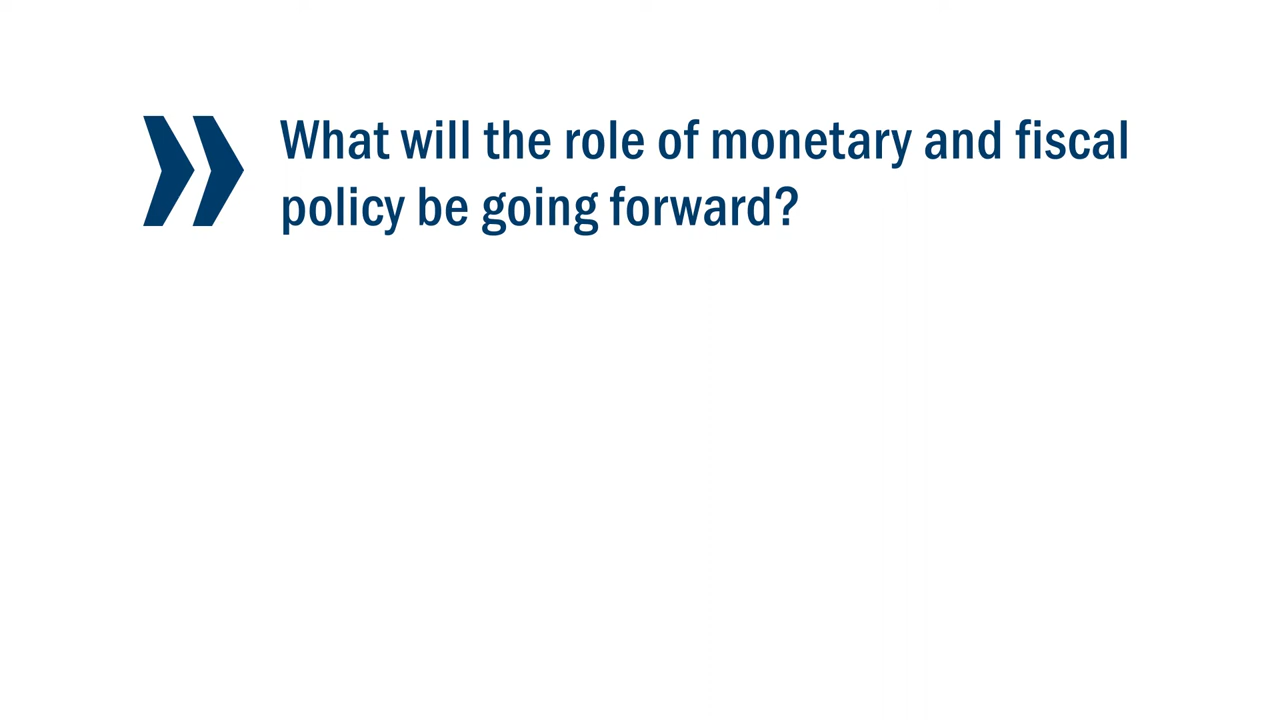 What will the role of monetary and fiscal
policy be going forward?